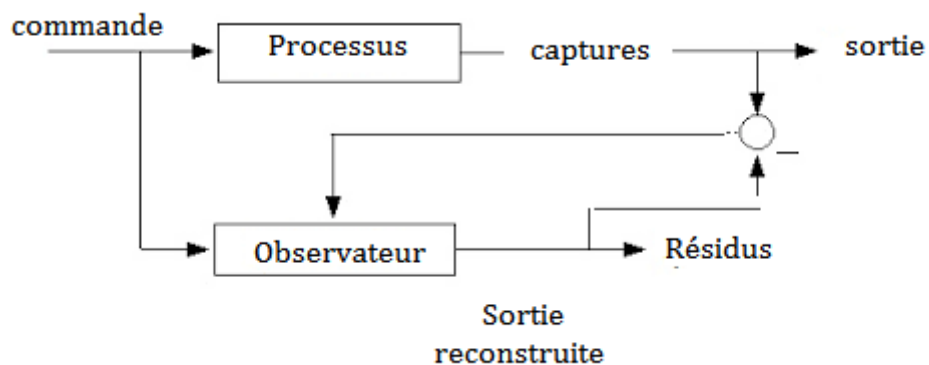 commande
Processus
captures
sortie
Observateur
Résidus
Sortie
reconstruite